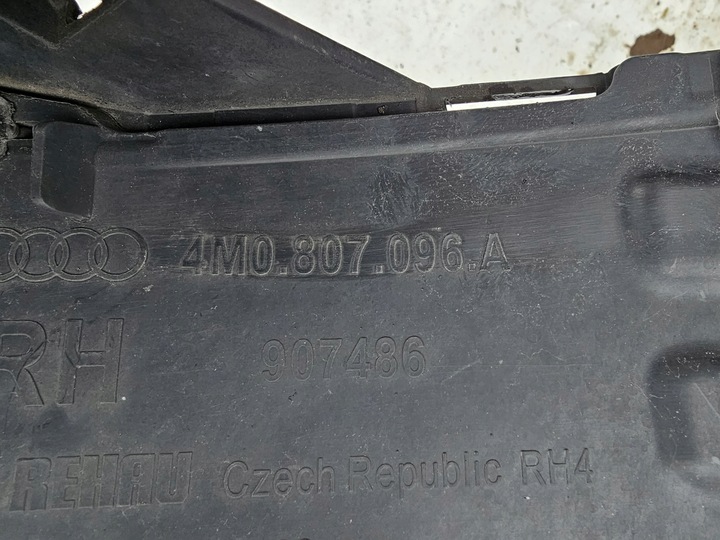 4M0.807.096.A
RH
907486
REHAU Czech Republic RH4